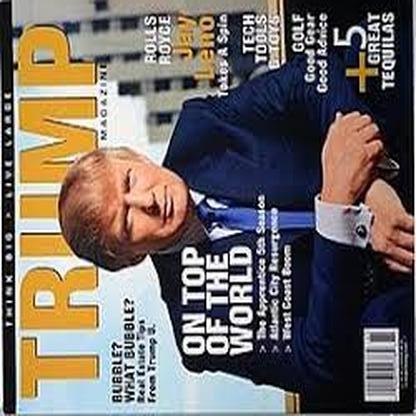 THINK BIG > LIVE LARGE
TRUMP
MAGAZINE
BUBBLE?
WHAT BUBBLE?
Real Estate Tips
From Trump U.
ROLLS
ROYCE
Jay
Leno
Takes A Spin
TECH
TOOLS
& TOYS
GOLF
Good Gear
Good Advice
+5
GREAT
TEQUILAS
ON TOP
OF THE
WORLD
> The Apprentice 5th Season
> Atlantic City Resurgence
> West Coast Boom